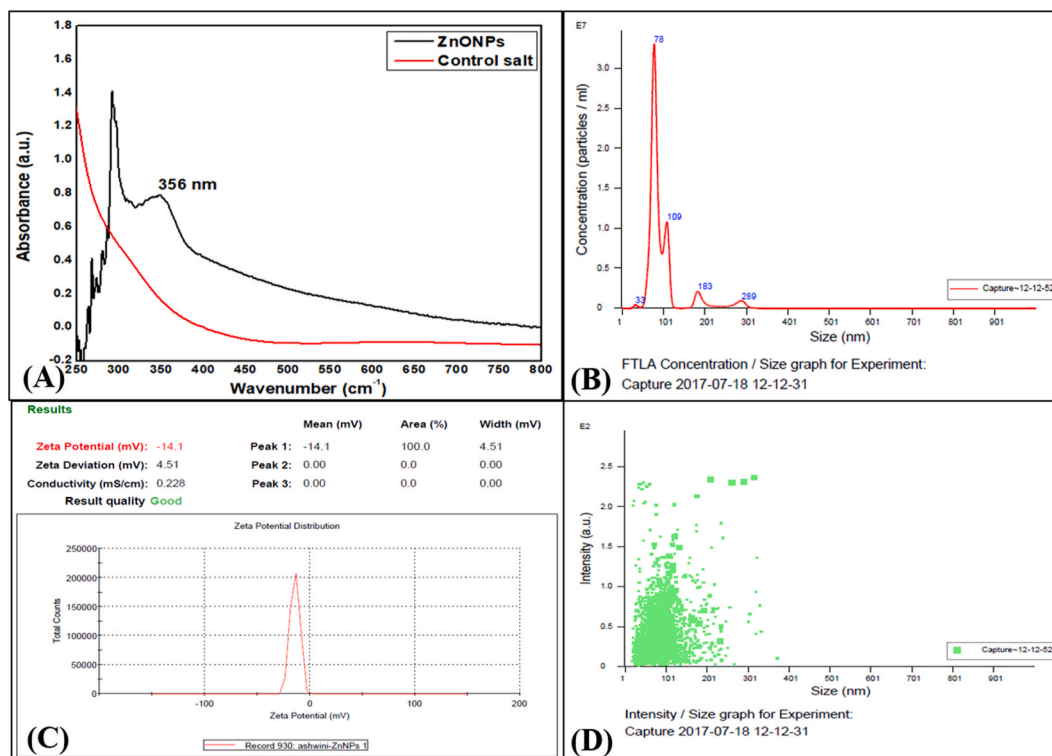 1.8
1.6
1.4
1.2
1.0
0.8
0.6
0.4
0.2
0.0
-0.2
Absorbance (a.u.)
ZnONPs
Control salt
356 nm
250 300 350 400 450 500 550 600 650 700 750 800
Wavenumber (cm-1)
(A)
E7
3.0
2.5
2.0
1.5
1.0
0.5
0
Concentration (particles / ml)
78
109
33
183
289
Capture~12-12-52
1 101 201 301 401 501 601 701 801 901
Size (nm)
FTLA Concentration / Size graph for Experiment:
Capture 2017-07-18 12-12-31
(B)
Results
Mean (mV) Area (%) Width (mV)
Zeta Potential (mV): -14.1 Peak 1: -14.1 100.0 4.51
Zeta Deviation (mV): 4.51 Peak 2: 0.00 0.0 0.00
Conductivity (mS/cm): 0.228 Peak 3: 0.00 0.0 0.00
Result quality Good
Zeta Potential Distribution
250000
200000
150000
100000
50000
0
Total Counts
-100 0 100 200
Zeta Potential (mV)
Record 930: ashwini-ZnNPs 1
(C)
E2
2.5
2.0
1.5
1.0
0.5
0
Intensity (a.u.)
Capture~12-12-52
1 101 201 301 401 501 601 701 801 901
Size (nm)
Intensity / Size graph for Experiment:
Capture 2017-07-18 12-12-31
(D)